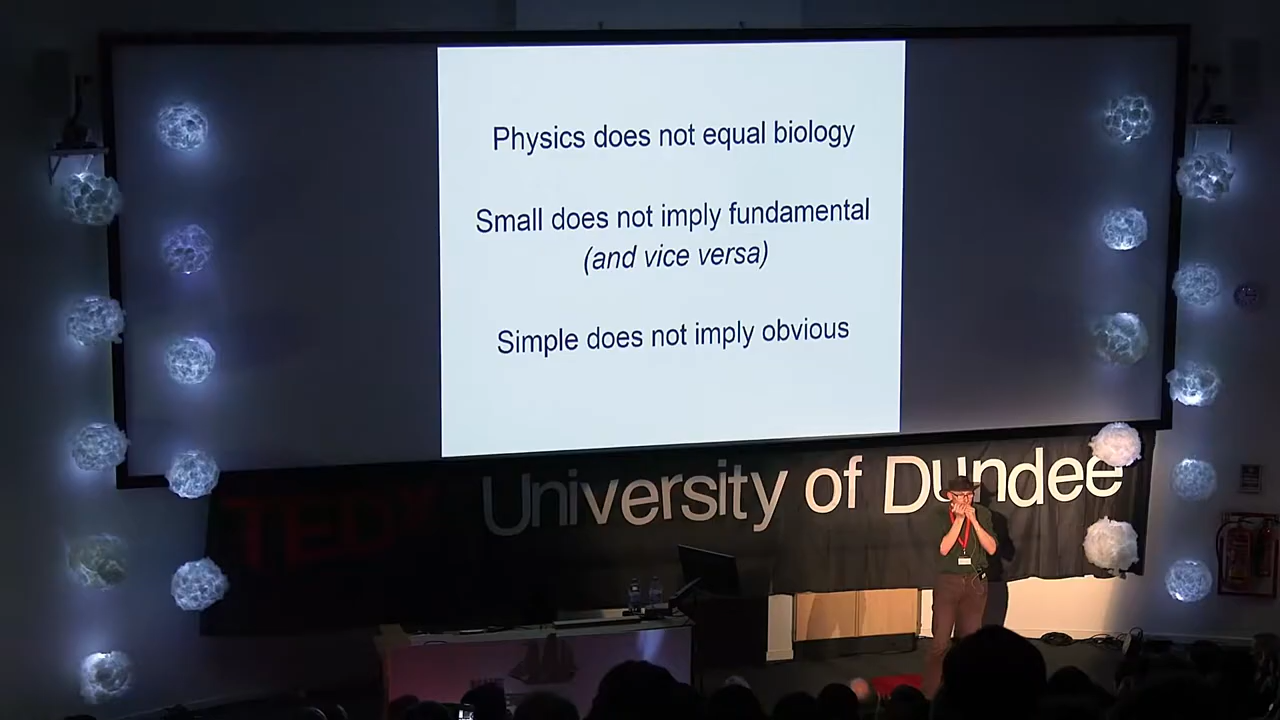 Physics does not equal biology
Small does not imply fundamental
(and vice versa)
Simple does not imply obvious
TEDx University of Dundee